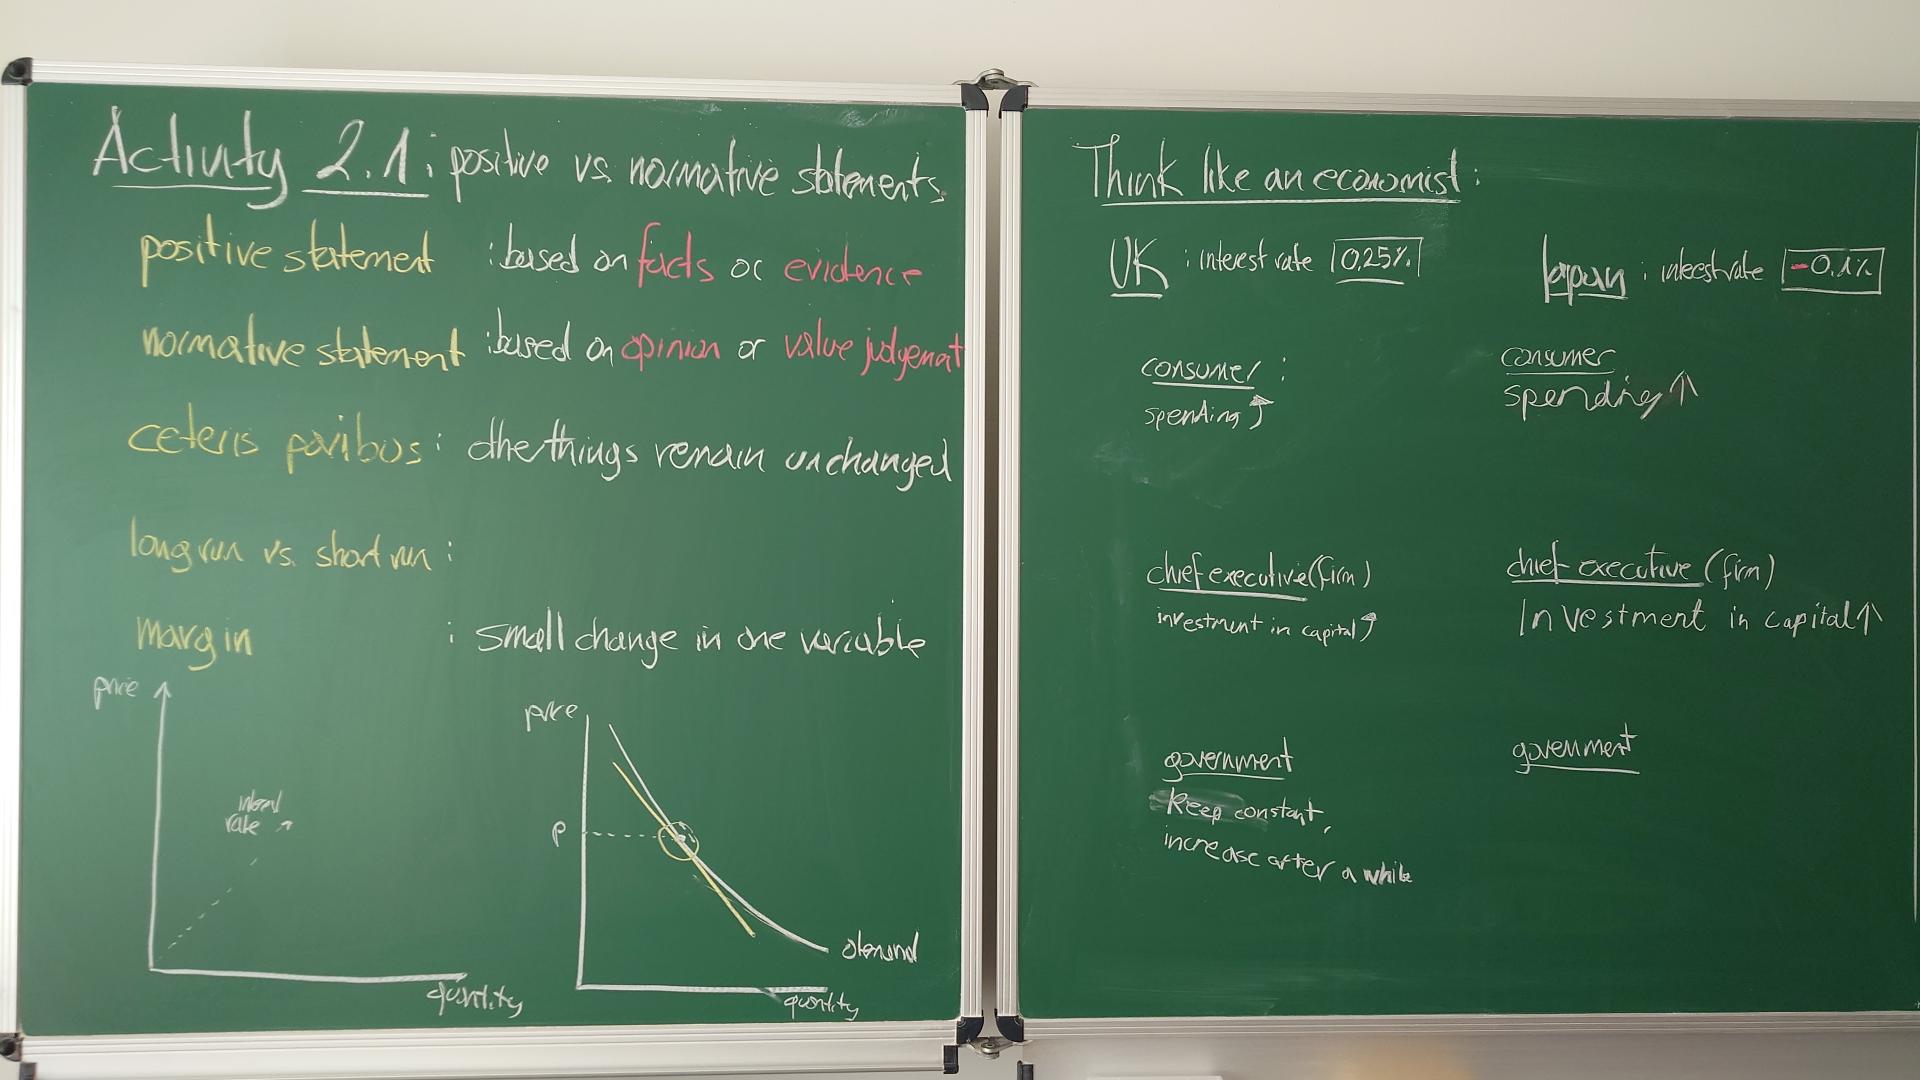 Activity 2.1: positive vs. normative statements
positive statement : based on facts or evidence
normative statement : based on opinion or value judgement
ceteris paribus : other things remain unchanged
long run vs. short run :
margin : small change in one variable
price
rate
quantity
price
P
demand
quantity
Think like an economist:
UK : interest rate 0,25%
consumer :
spending ↑
chief executive (firm)
investment in capital ↑
government
Keep constant,
increase after a while
Japan : interest rate -0,1%
consumer
spending ↑
chief executive (firm)
Investment in capital ↑
government